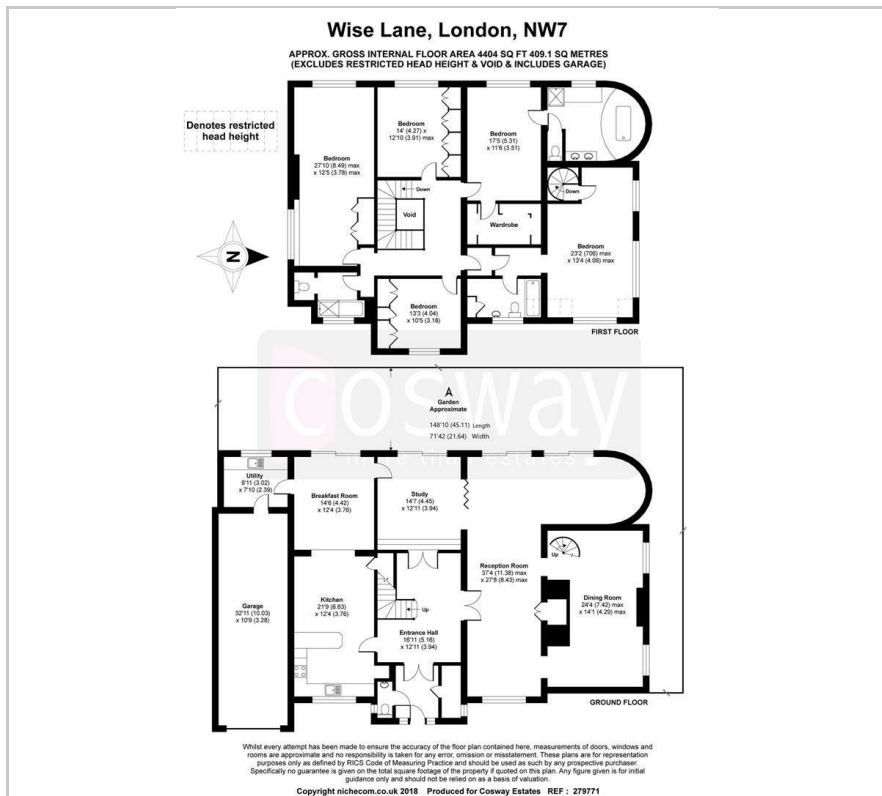 Wise Lane, London, NW7
APPROX. GROSS INTERNAL FLOOR AREA 4404 SQ FT 409.1 SQ METRES
(EXCLUDES RESTRICTED HEAD HEIGHT & VOID & INCLUDES GARAGE)
Denotes restricted
head height
N
Bedroom
27'10 (8.49) max
x 12'5 (3.78) max
Bedroom
14' (4.27) x
12'10 (3.91) max
Bedroom
17'5 (5.31)
x 11'6 (3.51)
Down
Void
Down
Wardrobe
Bedroom
23'2 (706) max
x 13'4 (4.06) max
Bedroom
13'3 (4.04)
x 10'5 (3.18)
FIRST FLOOR
cosway
more than estates
A
Garden
Approximate
148'10 (45.11) Length
71'42 (21.64) Width
Utility
9'11 (3.02)
x 7'10 (2.39)
Breakfast Room
14'6 (4.42)
x 12'4 (3.76)
Study
14'7 (4.45)
x 12'11 (3.94)
Reception Room
37'4 (11.38) max
x 27'8 (8.43) max
Up
Dining Room
24'4 (7.42) max
x 14'1 (4.29) max
Garage
32'11 (10.03)
x 10'9 (3.28)
Kitchen
21'9 (6.63)
x 12'4 (3.76)
Up
Entrance Hall
16'11 (5.16)
x 12'11 (3.94)
GROUND FLOOR
Whilst every attempt has been made to ensure the accuracy of the floor plan contained here, measurements of doors, windows and
rooms are approximate and no responsibility is taken for any error, omission or misstatement. These plans are for representation
purposes only as defined by RICS Code of Measuring Practice and should be used as such by any prospective purchaser.
Specifically no guarantee is given on the total square footage of the property if quoted on this plan. Any figure given is for initial
guidance only and should not be relied on as a basis of valuation.
Copyright nichecom.co.uk 2018 Produced for Cosway Estates REF : 279771